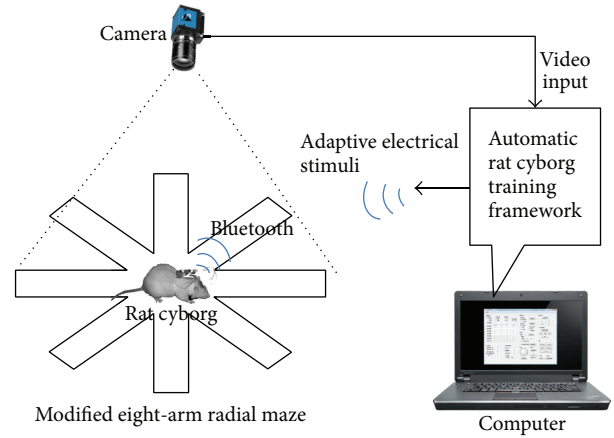 Camera
Video
input
Adaptive electrical
stimuli
Automatic
rat cyborg
training
framework
Bluetooth
Rat cyborg
Modified eight-arm radial maze
Computer